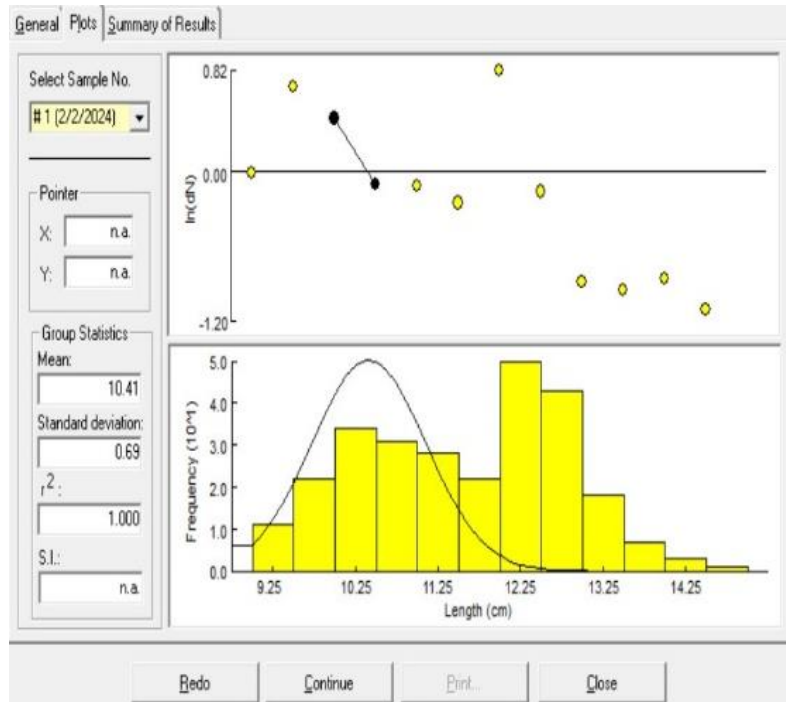 General Plots Summary of Results
Select Sample No.
# 1 (2/2/2024)
Pointer
X: n.a.
Y: n.a.
Group Statistics
Mean:
10.41
Standard deviation:
0.69
r2 :
1.000
S.I.:
n.a.
0.82
0.00
-1.20
ln(dN)
5.0
4.0
3.0
2.0
1.0
0.0
Frequency (10^1)
9.25 10.25 11.25 12.25 13.25 14.25
Length (cm)
Redo Continue Print... Close